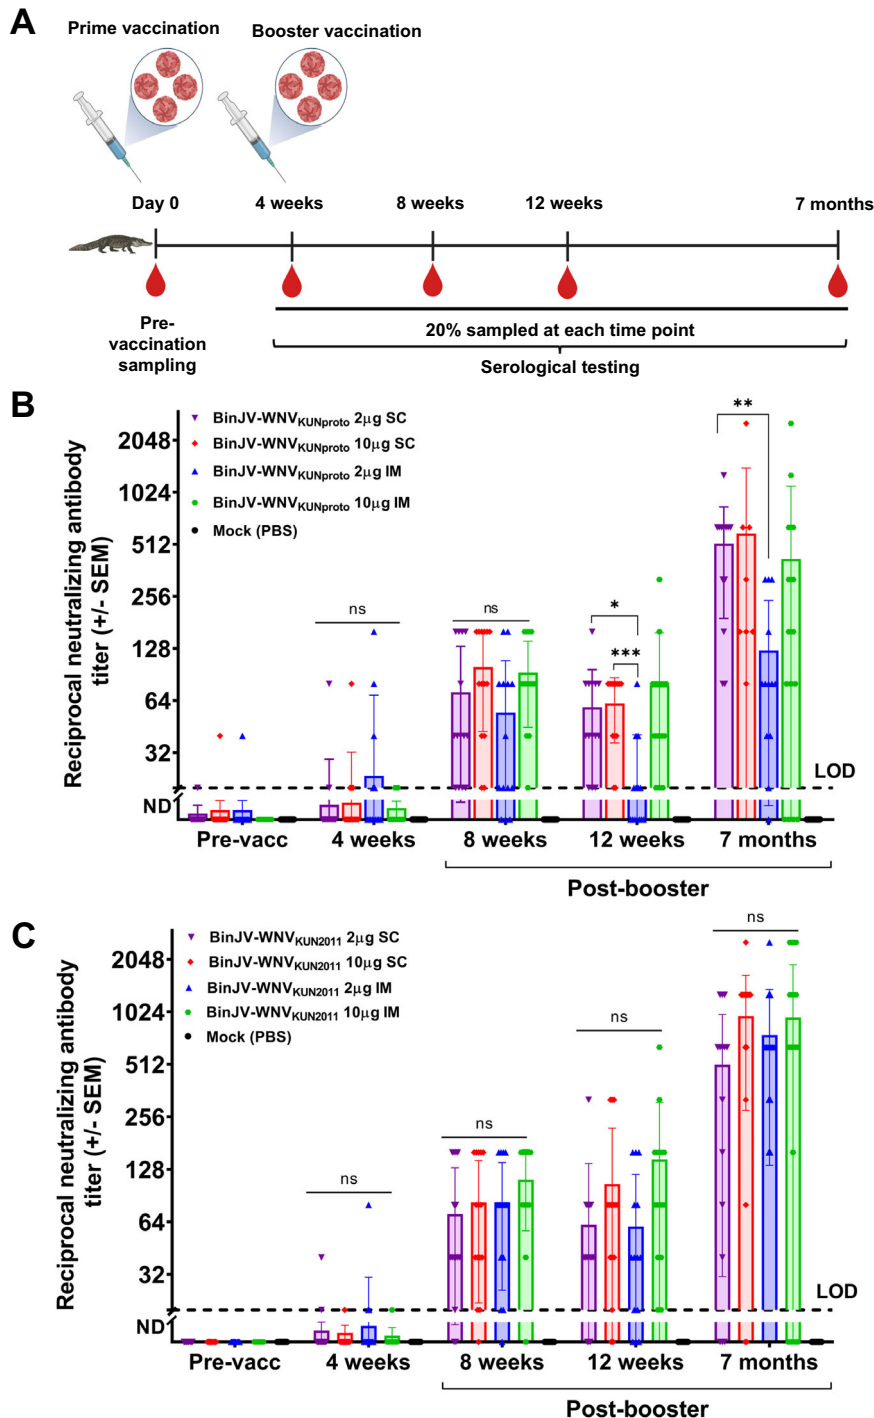 A
Prime vaccination
Booster vaccination
Day 0
4 weeks
8 weeks
12 weeks
7 months
Pre-
vaccination
sampling
20% sampled at each time point
Serological testing
B
Reciprocal neutralizing antibody
titer (+/- SEM)
2048
1024
512
256
128
64
32
ND
BinJV-WNVKUNproto 2μg SC
BinJV-WNVKUNproto 10μg SC
BinJV-WNVKUNproto 2μg IM
BinJV-WNVKUNproto 10μg IM
Mock (PBS)
ns
ns
*
***
**
LOD
Pre-vacc
4 weeks
8 weeks
12 weeks
7 months
Post-booster
C
Reciprocal neutralizing antibody
titer (+/- SEM)
2048
1024
512
256
128
64
32
ND
BinJV-WNVKUN2011 2μg SC
BinJV-WNVKUN2011 10μg SC
BinJV-WNVKUN2011 2μg IM
BinJV-WNVKUN2011 10μg IM
Mock (PBS)
ns
ns
ns
ns
LOD
Pre-vacc
4 weeks
8 weeks
12 weeks
7 months
Post-booster